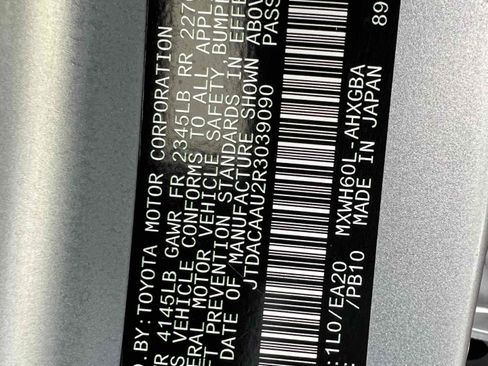 D.BY:TOYOTA MOTOR CORPORATION
R 4145LB GAWR FR 2345LB RR 227
S VEHICLE CONFORMS TO ALL APPL
ERAL MOTOR VEHICLE SAFETY, BUMPE
T PREVENTION STANDARDS IN EFFE
DATE OF MANUFACTURE SHOWN ABOV
JTDACAAU2R3039090 PASS
:1L0/EA20 MXWH60L-AHXGBA
/PB10 MADE IN JAPAN 89